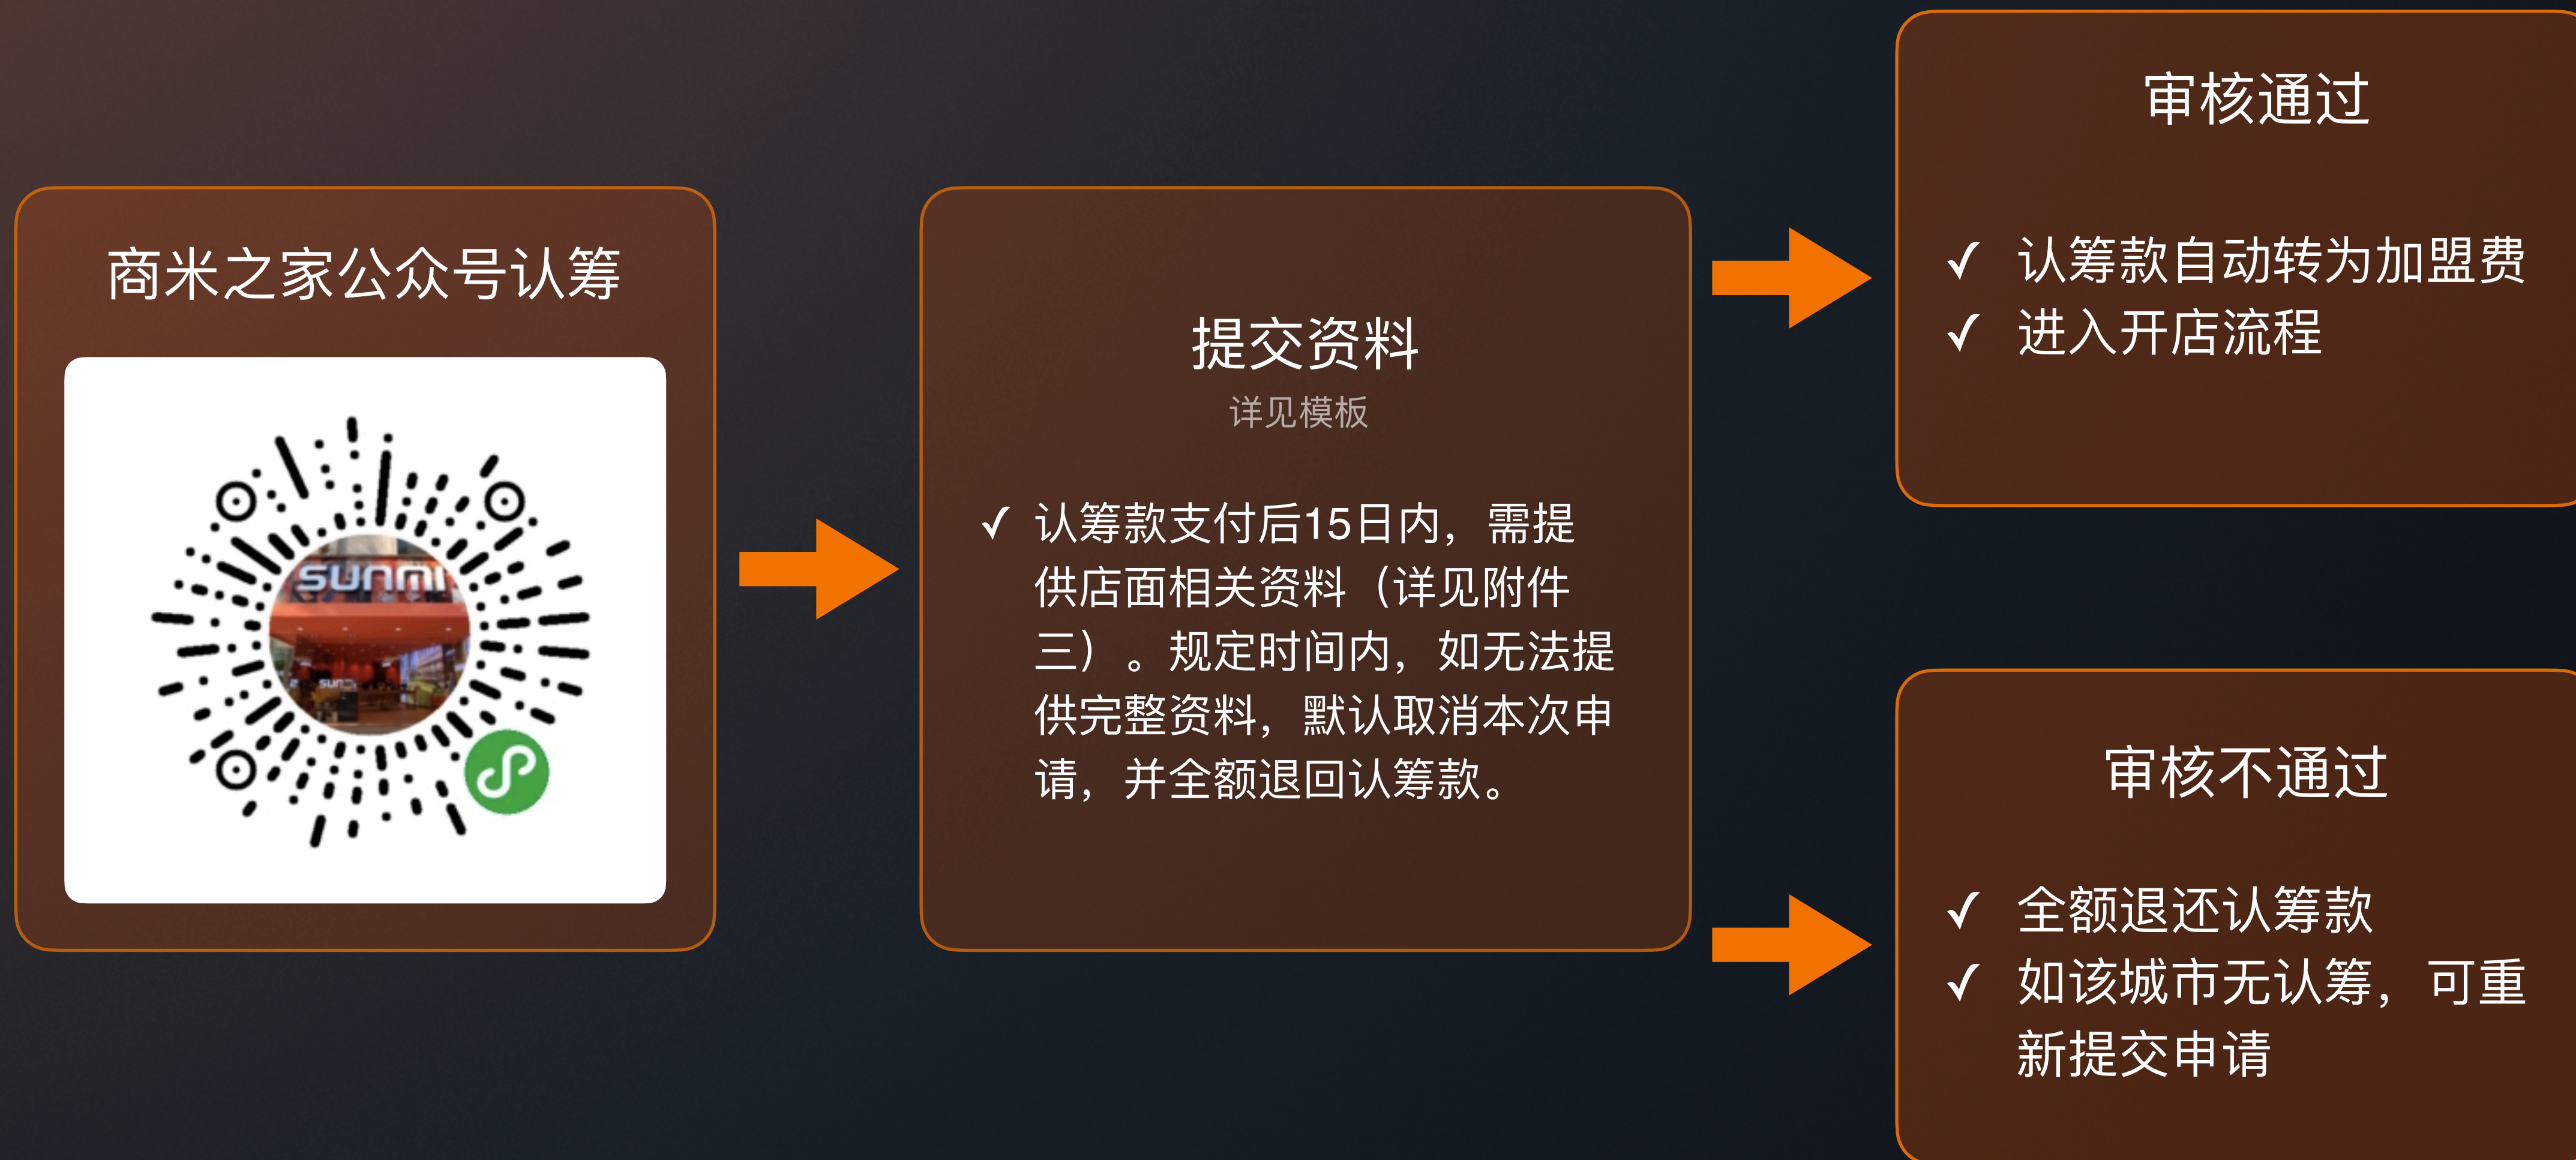 商米之家公众号认筹
SUNMI
SUNMI
提交资料
详见模板
✓ 认筹款支付后15日内，需提
供店面相关资料（详见附件
三）。规定时间内，如无法提
供完整资料，默认取消本次申
请，并全额退回认筹款。
审核通过
✓ 认筹款自动转为加盟费
✓ 进入开店流程
审核不通过
✓ 全额退还认筹款
✓ 如该城市无认筹，可重
新提交申请